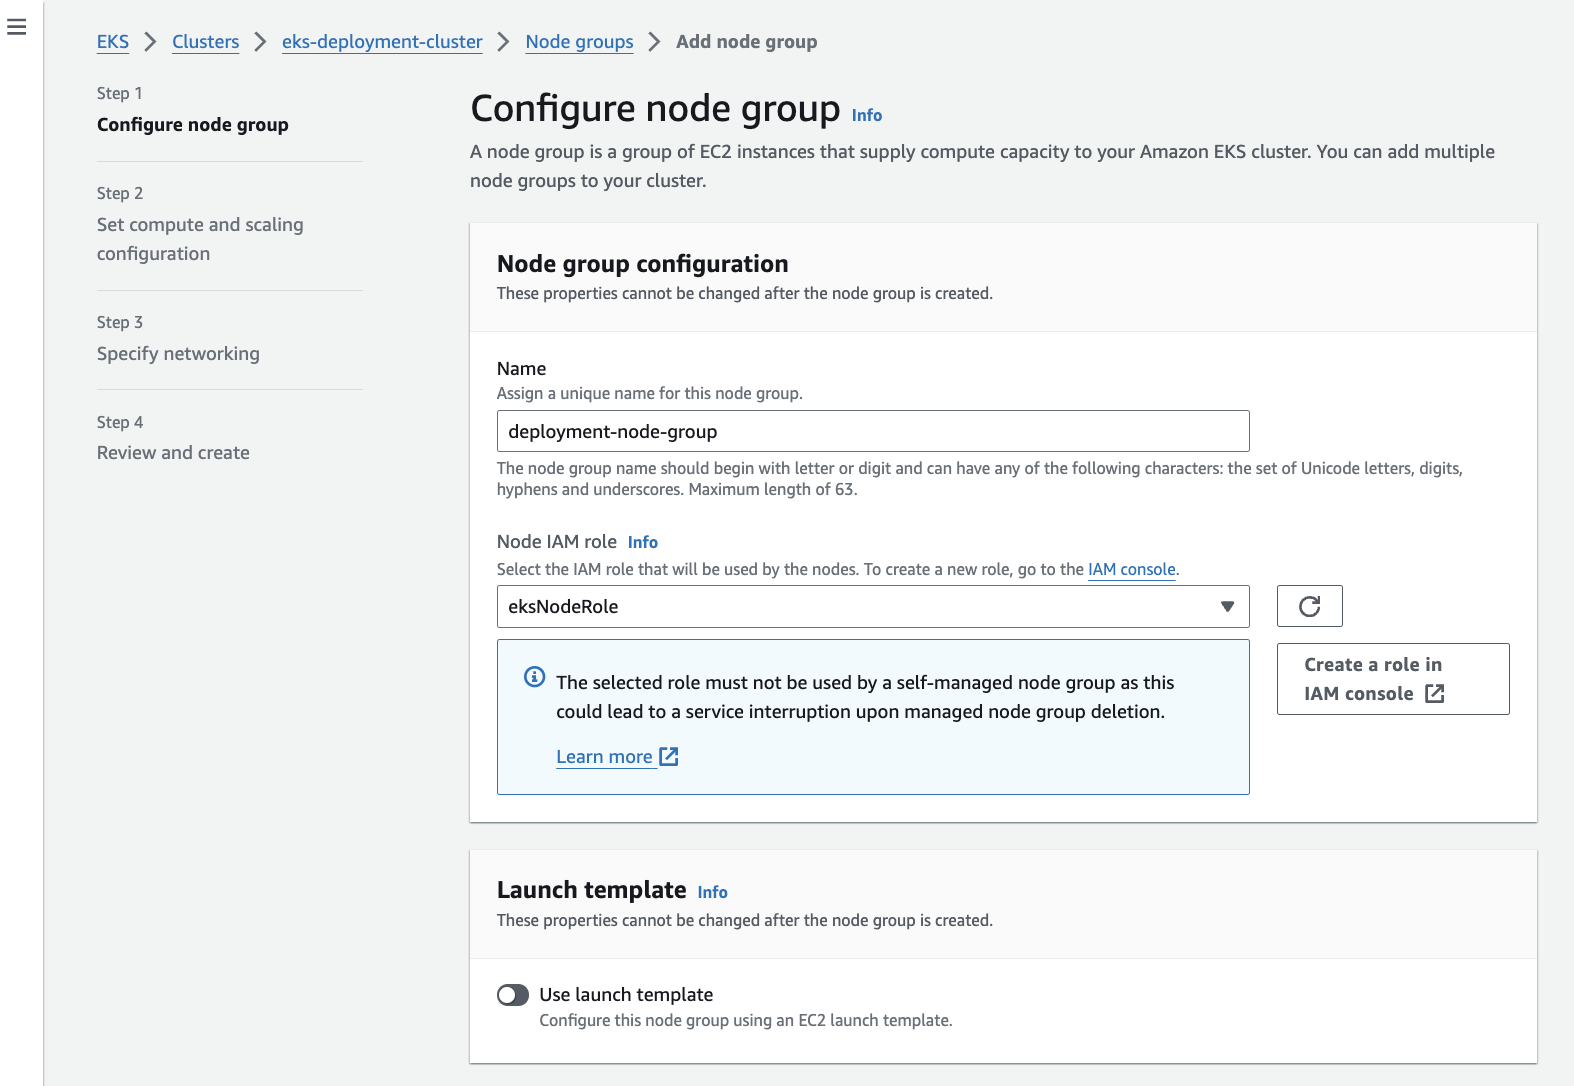 EKS > Clusters > eks-deployment-cluster > Node groups > Add node group
Step 1
Configure node group
Step 2
Set compute and scaling
configuration
Step 3
Specify networking
Step 4
Review and create
Configure node group Info
A node group is a group of EC2 instances that supply compute capacity to your Amazon EKS cluster. You can add multiple
node groups to your cluster.
Node group configuration
These properties cannot be changed after the node group is created.
Name
Assign a unique name for this node group.
deployment-node-group
The node group name should begin with letter or digit and can have any of the following characters: the set of Unicode letters, digits,
hyphens and underscores. Maximum length of 63.
Node IAM role Info
Select the IAM role that will be used by the nodes. To create a new role, go to the IAM console.
eksNodeRole
The selected role must not be used by a self-managed node group as this
could lead to a service interruption upon managed node group deletion.
Learn more
Create a role in
IAM console
Launch template Info
These properties cannot be changed after the node group is created.
Use launch template
Configure this node group using an EC2 launch template.